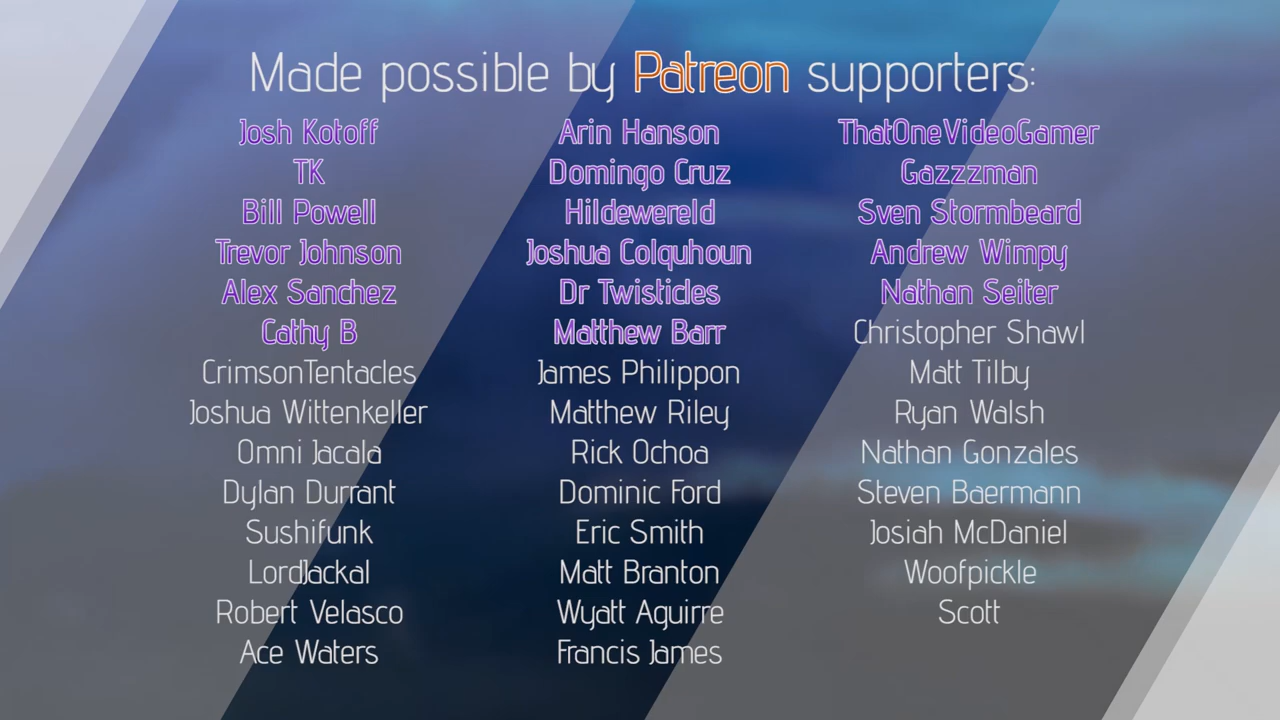 Made possible by Patreon supporters:
Josh Kotoff
TK
Bill Powell
Trevor Johnson
Alex Sanchez
Cathy B
CrimsonTentacles
Joshua Wittenkeller
Omni Jacala
Dylan Durrant
Sushifunk
LordJackal
Robert Velasco
Ace Waters
Arin Hanson
Domingo Cruz
Hildewereld
Joshua Colquhoun
Dr Twisticles
Matthew Barr
James Philippon
Matthew Riley
Rick Ochoa
Dominic Ford
Eric Smith
Matt Branton
Wyatt Aguirre
Francis James
ThatOneVideoGamer
Gazzzman
Sven Stormbeard
Andrew Wimpy
Nathan Seiter
Christopher Shawl
Matt Tilby
Ryan Walsh
Nathan Gonzales
Steven Baermann
Josiah McDaniel
Woofpickle
Scott